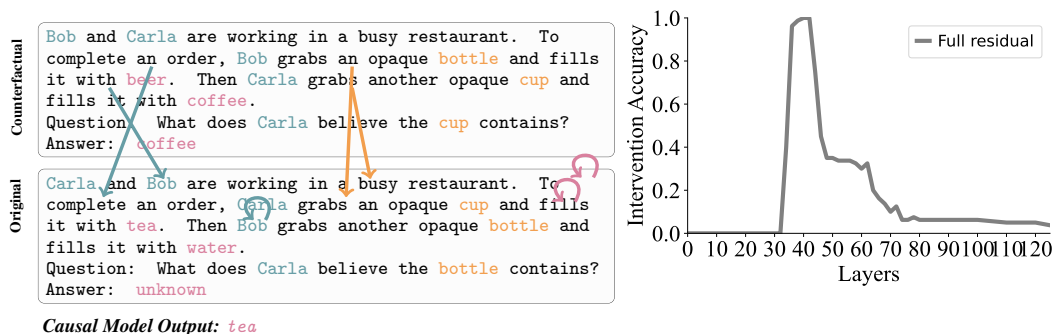 Counterfactual
Bob and Carla are working in a busy restaurant. To
complete an order, Bob grabs an opaque bottle and fills
it with beer. Then Carla grabs another opaque cup and
fills it with coffee.
Question: What does Carla believe the cup contains?
Answer: coffee
Original
Carla and Bob are working in a busy restaurant. To
complete an order, Carla grabs an opaque cup and fills
it with tea. Then Bob grabs another opaque bottle and
fills it with water.
Question: What does Carla believe the bottle contains?
Answer: unknown
Causal Model Output: tea
Intervention Accuracy
1.0
0.8
0.6
0.4
0.2
0.0
Full residual
0 10 20 30 40 50 60 70 80 90 100 110 120
Layers